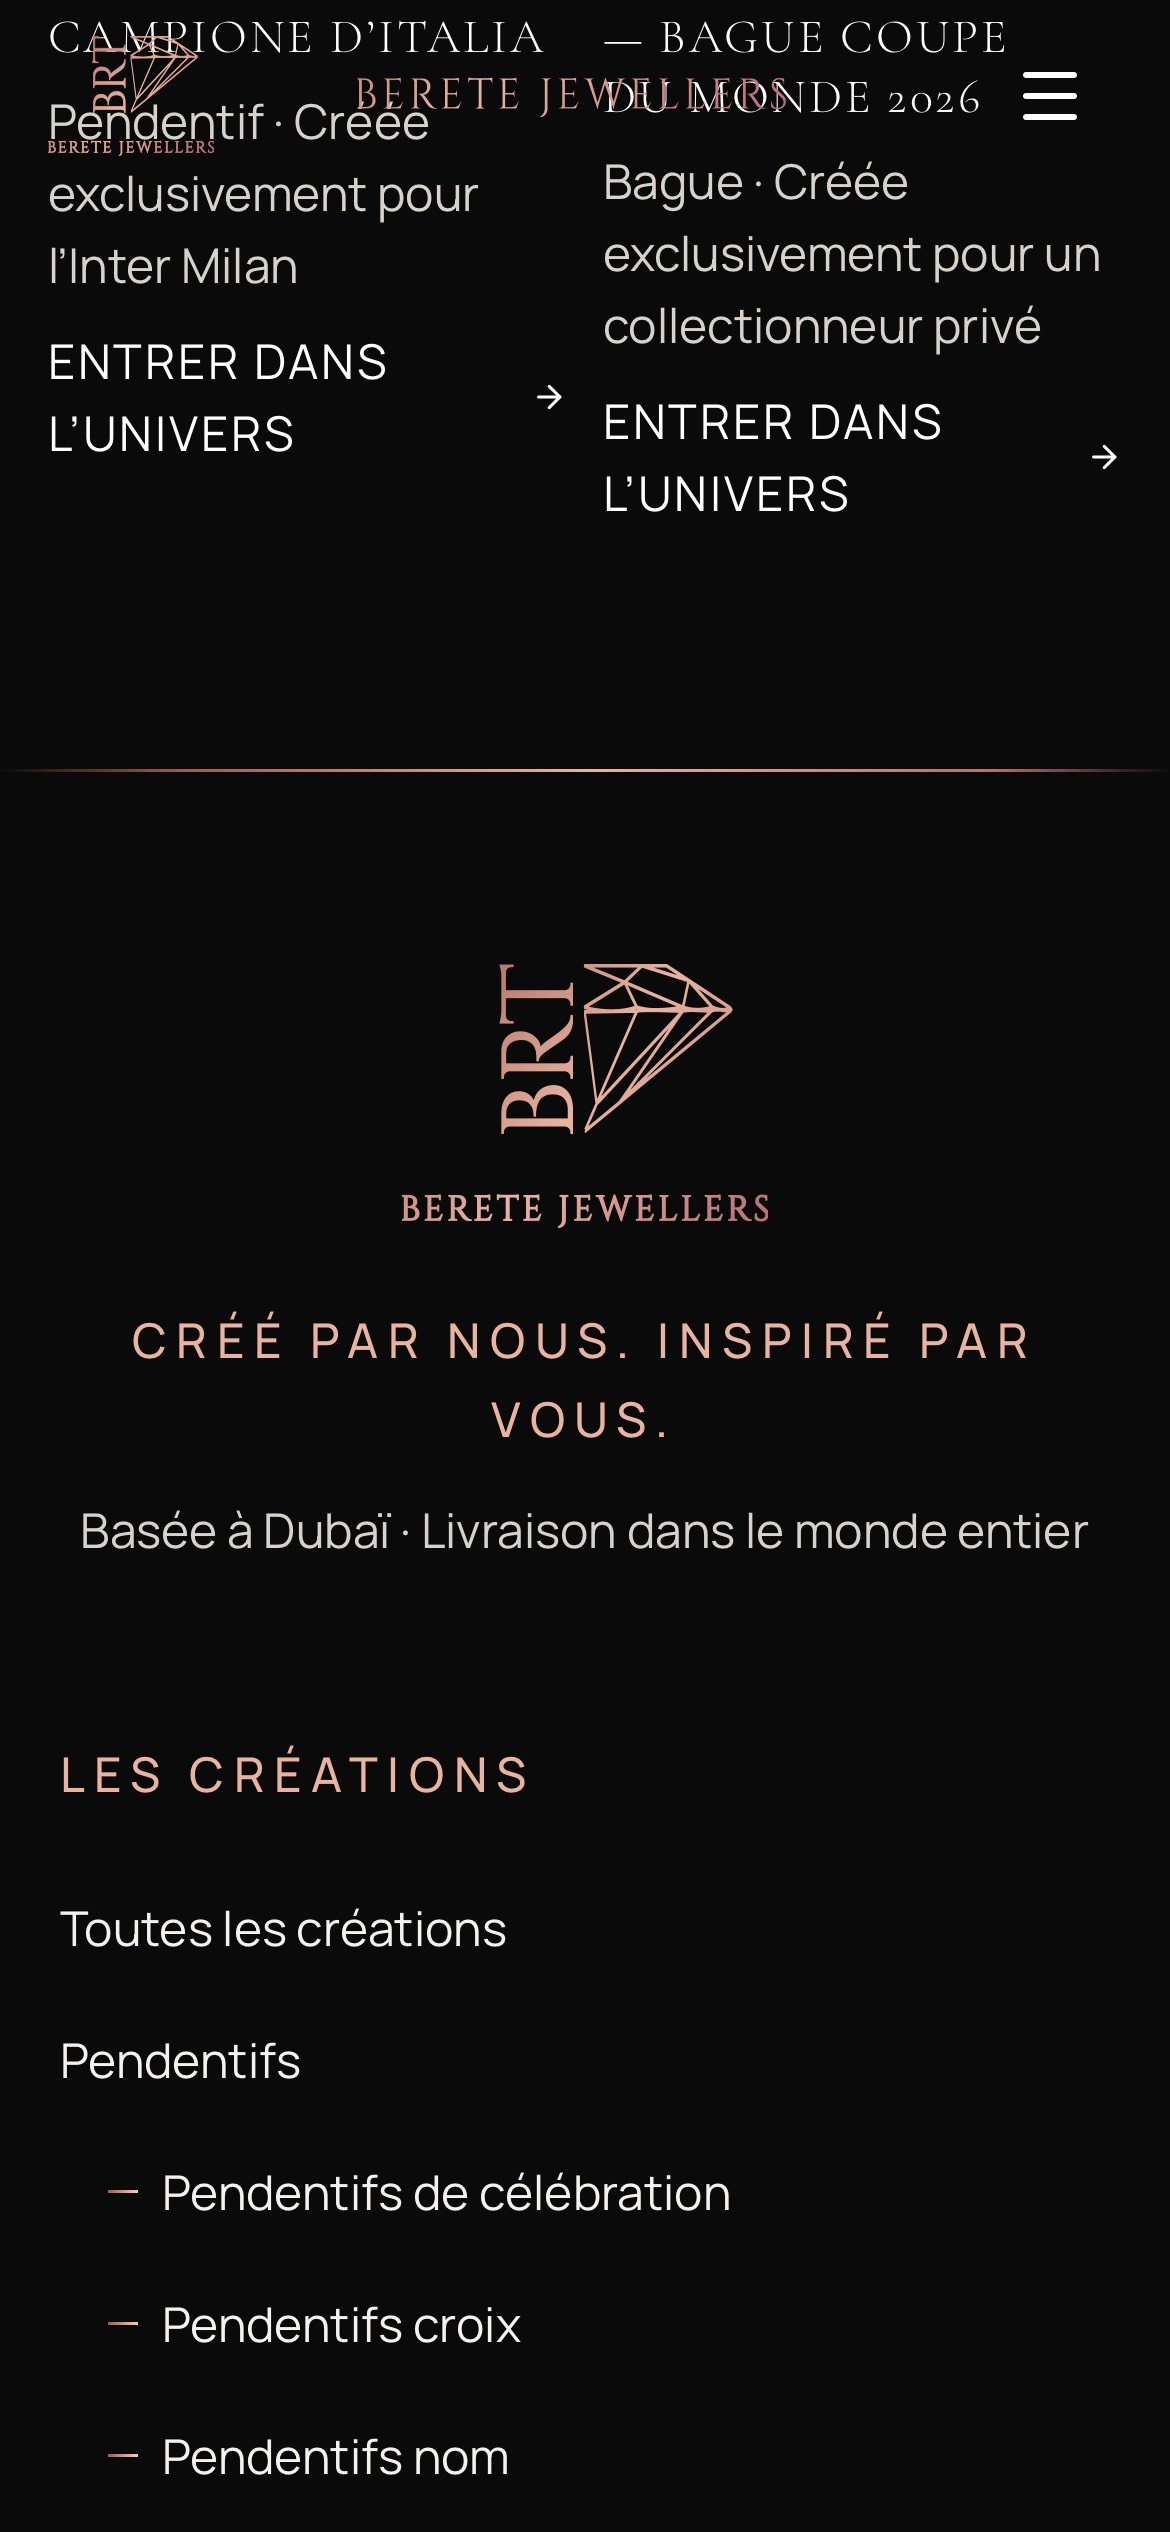 CAMPIONE D’ITALIA
Pendentif · Créée
exclusivement pour
l’Inter Milan
ENTRER DANS
L’UNIVERS
— BAGUE COUPE
DU MONDE 2026
Bague · Créée
exclusivement pour un
collectionneur privé
ENTRER DANS
L’UNIVERS
BRT
BERETE JEWELLERS
BERETE JEWELLERS
BRT
BERETE JEWELLERS
CRÉÉ PAR NOUS. INSPIRÉ PAR
VOUS.
Basée à Dubaï · Livraison dans le monde entier
LES CRÉATIONS
Toutes les créations
Pendentifs
— Pendentifs de célébration
— Pendentifs croix
— Pendentifs nom